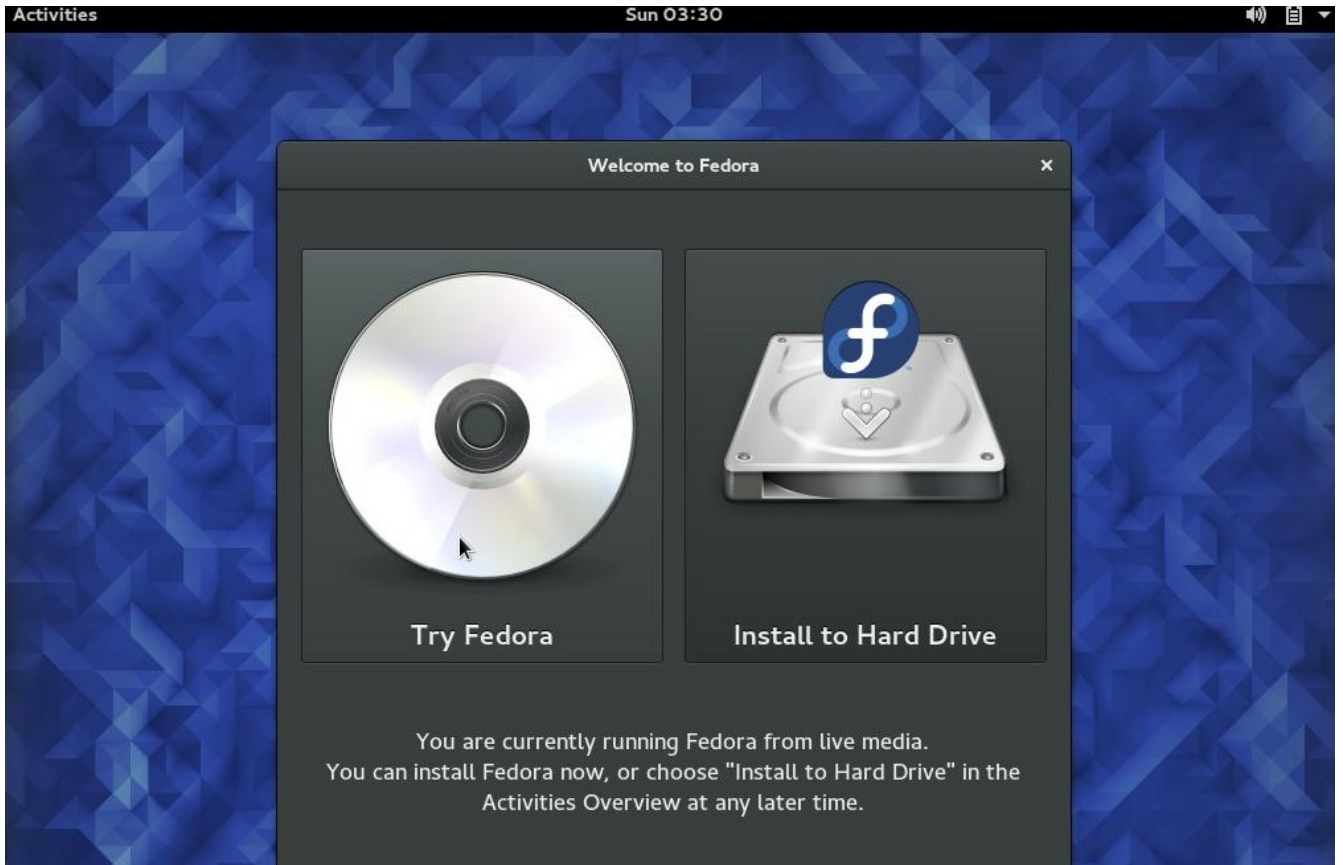 Activities
Sun 03:30
Welcome to Fedora
Try Fedora
Install to Hard Drive
You are currently running Fedora from live media.
You can install Fedora now, or choose "Install to Hard Drive" in the
Activities Overview at any later time.